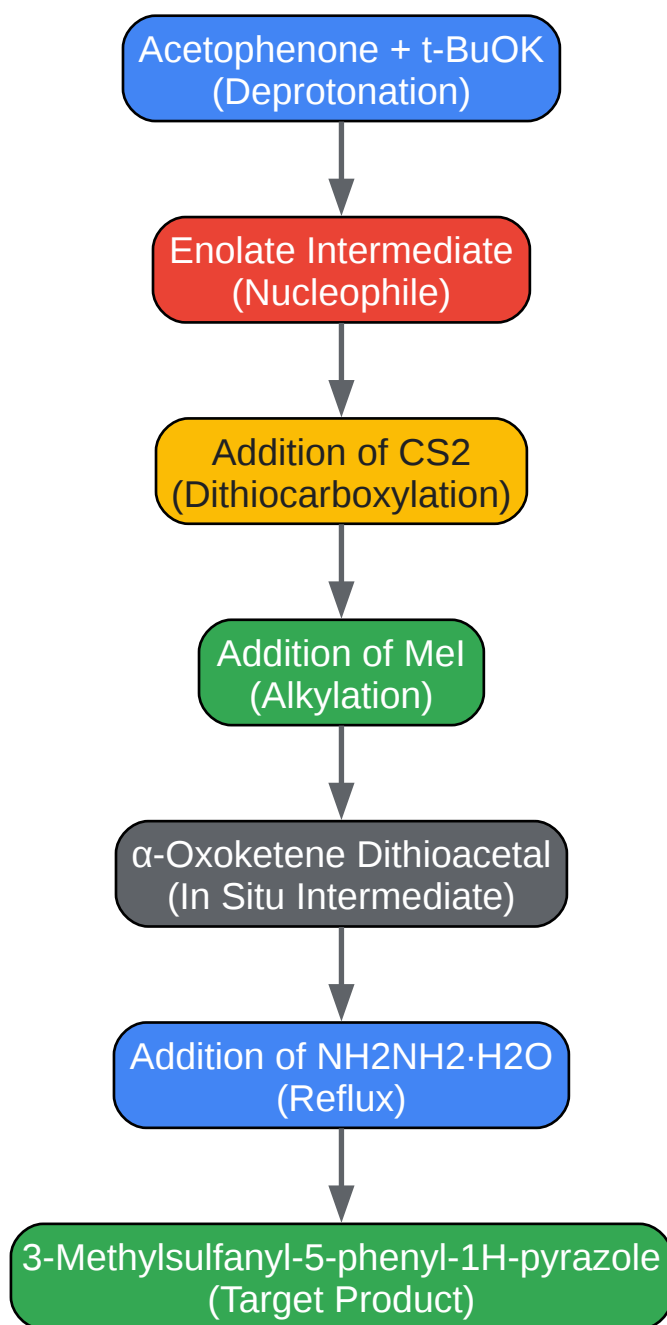 Acetophenone + t-BuOK
(Deprotonation)
Enolate Intermediate
(Nucleophile)
Addition of CS2
(Dithiocarboxylation)
Addition of MeI
(Alkylation)
α-Oxoketene Dithioacetal
(In Situ Intermediate)
Addition of NH2NH2·H2O
(Reflux)
3-Methylsulfanyl-5-phenyl-1H-pyrazole
(Target Product)